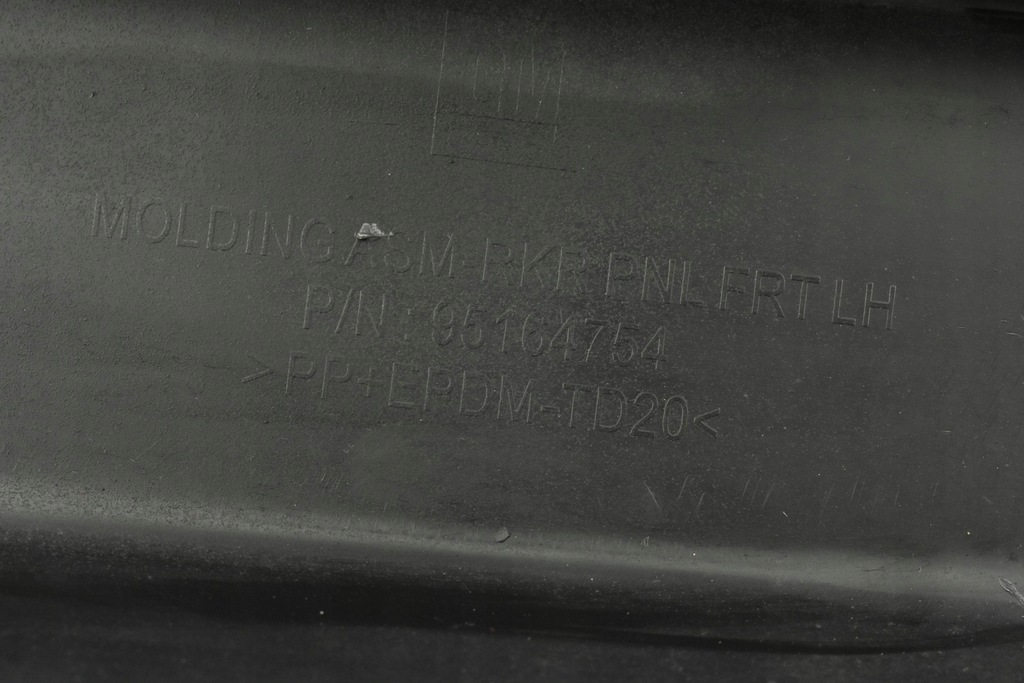 MOLDING ASM-RKR PNL FRT LH
P/N : 95164754
>PP+EPDM-TD20<